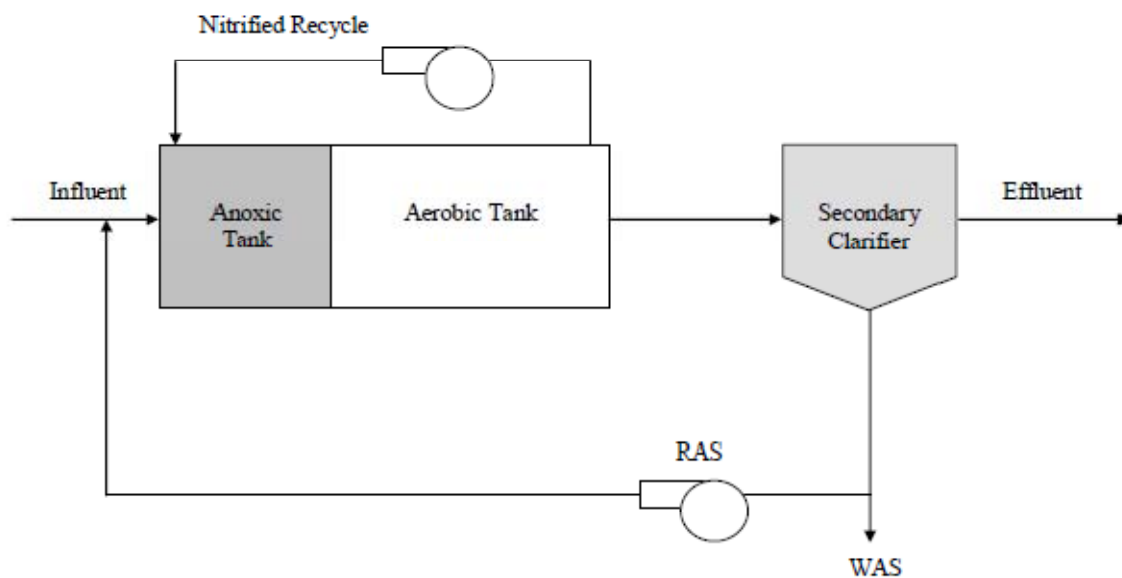 Nitrified Recycle
Influent
Anoxic
Tank
Aerobic Tank
Secondary
Clarifier
Effluent
RAS
WAS